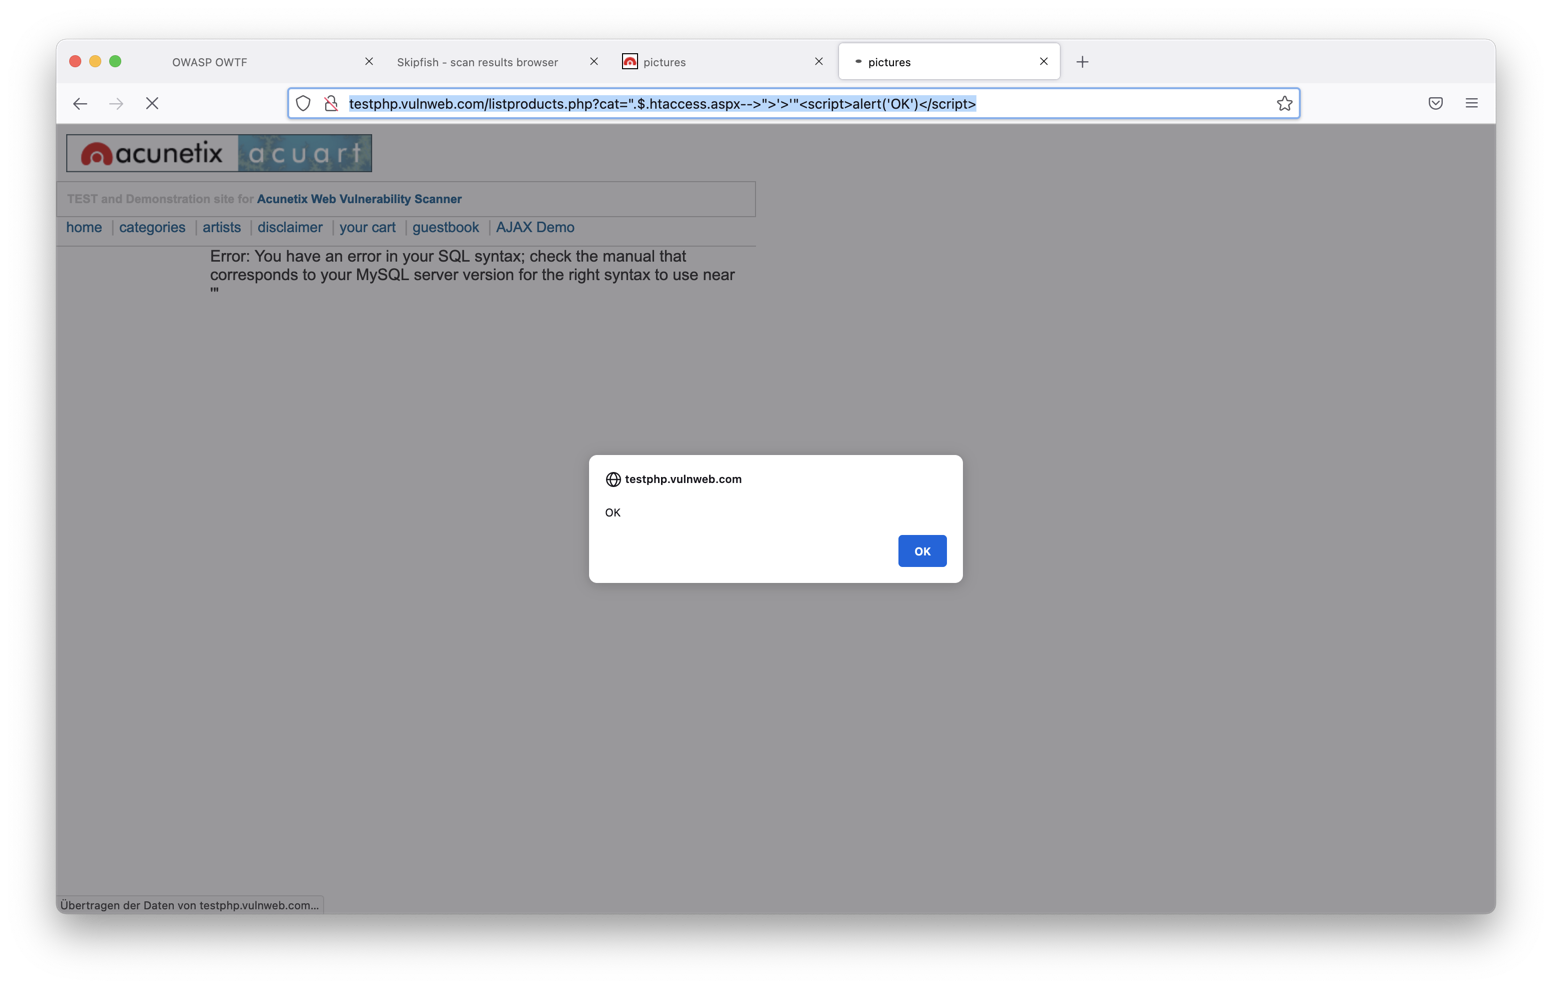 OWASP OWTF
Skipfish - scan results browser
pictures
pictures
testphp.vulnweb.com/listproducts.php?cat=".$.htaccess.aspx-->">'>'"<script>alert('OK')</script>
acunetix acuart
TEST and Demonstration site for Acunetix Web Vulnerability Scanner
home | categories | artists | disclaimer | your cart | guestbook | AJAX Demo
Error: You have an error in your SQL syntax; check the manual that
corresponds to your MySQL server version for the right syntax to use near
'"
testphp.vulnweb.com
OK
OK
Übertragen der Daten von testphp.vulnweb.com…